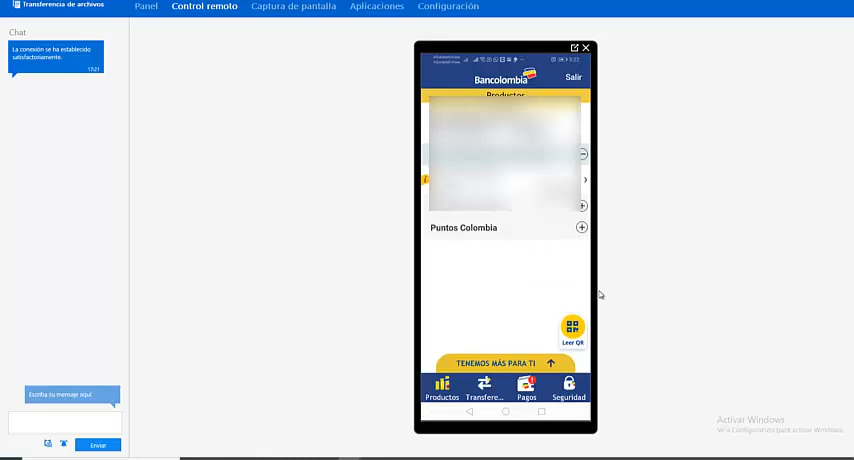 Transferencia de archivos
Panel
Control remoto
Captura de pantalla
Aplicaciones
Configuración
Chat
La conexión se ha establecido
satisfactoriamente.
17:21
Escriba su mensaje aquí
Enviar
5:22
Bancolombia
Salir
Productos
Puntos Colombia
Leer QR
TENEMOS MÁS PARA TI
Productos
Transfere...
Pagos
Seguridad
Activar Windows
Ve a Configuración para activar Windows.